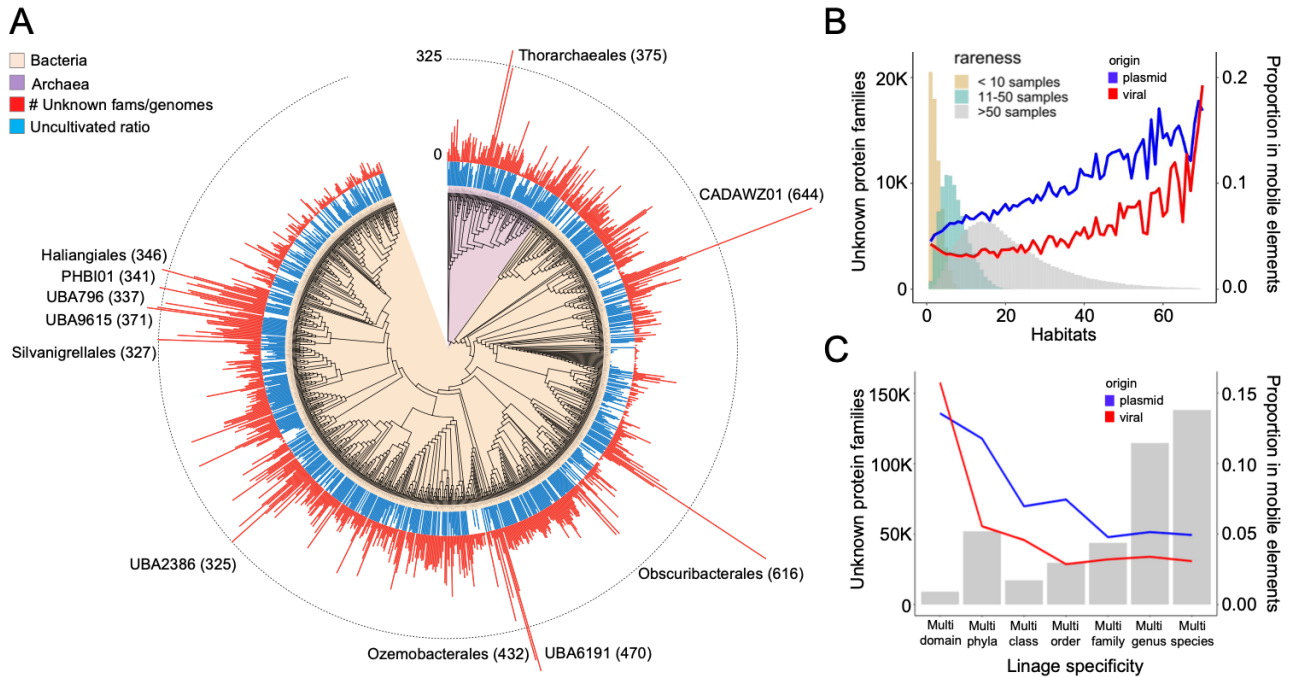 A
Bacteria
Archaea
# Unknown fams/genomes
Uncultivated ratio
325
0
Thorarchaeales (375)
CADAWZ01 (644)
Haliangiales (346)
PHBI01 (341)
UBA796 (337)
UBA9615 (371)
Silvanigrellales (327)
UBA2386 (325)
Obscuribacterales (616)
Ozemobacterales (432)
UBA6191 (470)
B
Unknown protein families
20K
10K
0
rareness
< 10 samples
11-50 samples
>50 samples
origin
plasmid
viral
0.2
0.1
0.0
Proportion in mobile elements
0
20
40
60
Habitats
C
Unknown protein families
150K
100K
50K
0
origin
plasmid
viral
0.15
0.10
0.05
0.00
Proportion in mobile elements
Multi Multi Multi Multi Multi Multi Multi
domain phyla class order family genus species
Linage specificity